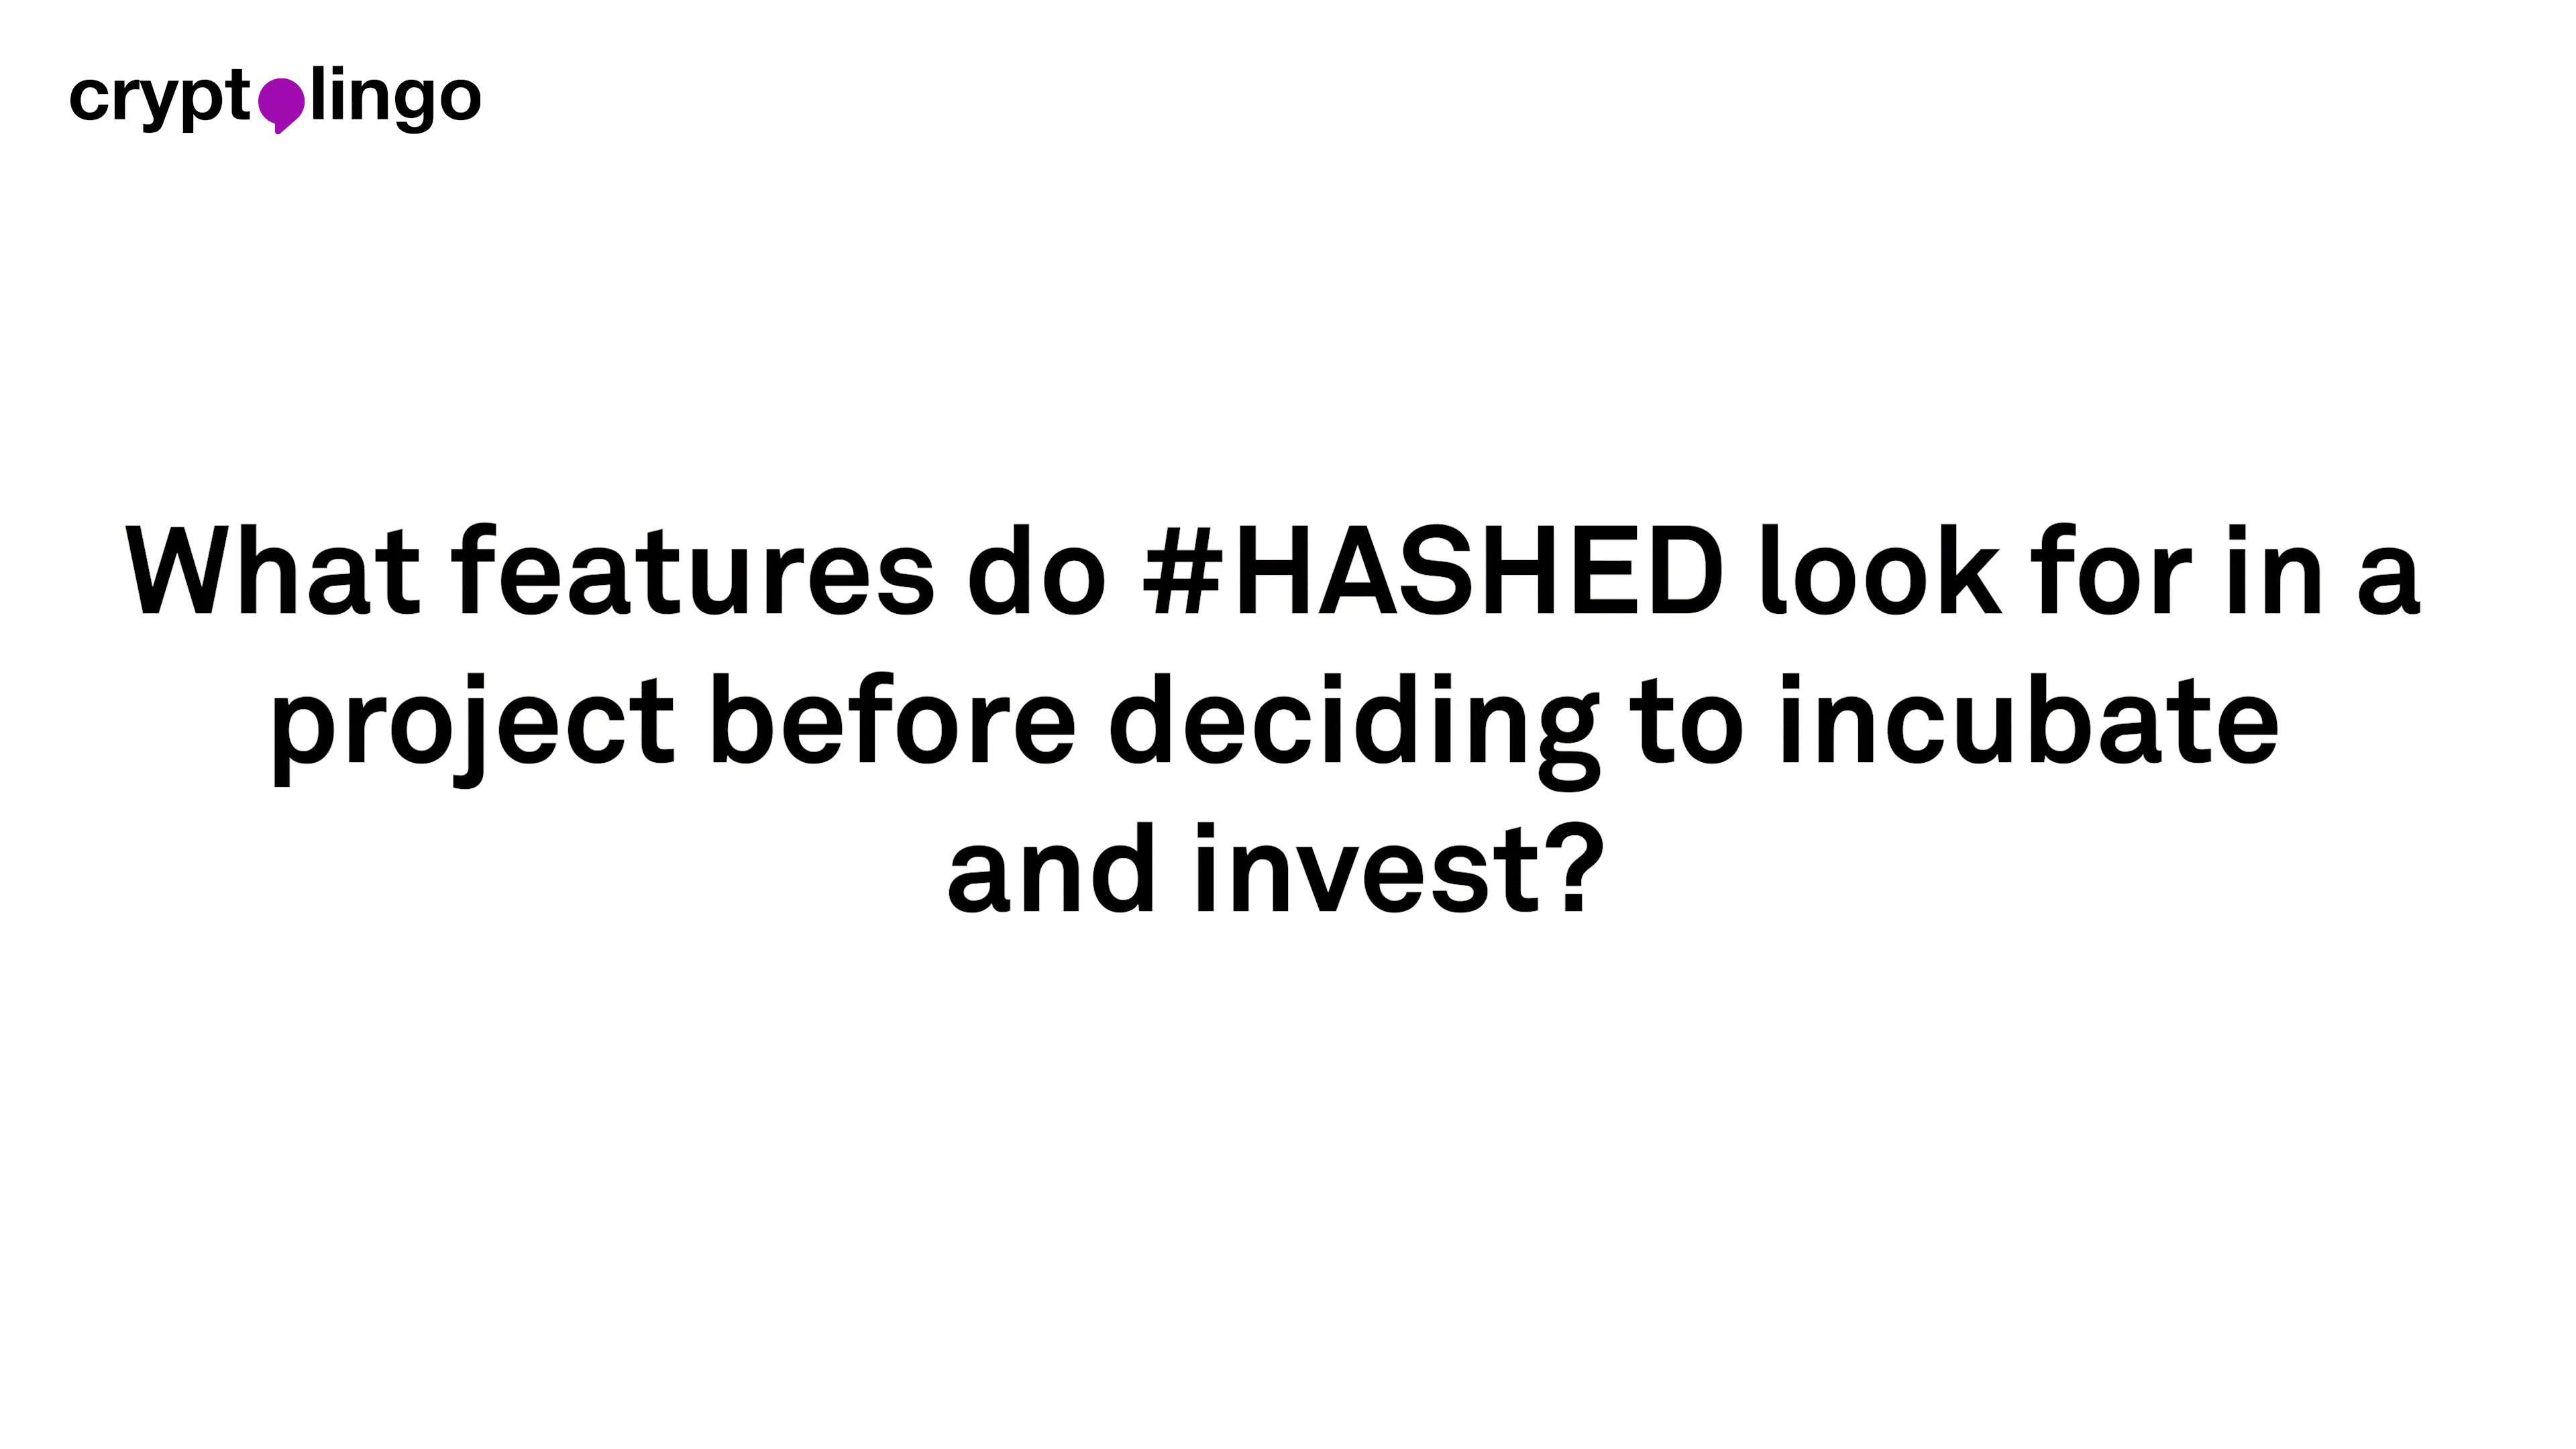 cryptolingo
What features do #HASHED look for in a
project before deciding to incubate
and invest?